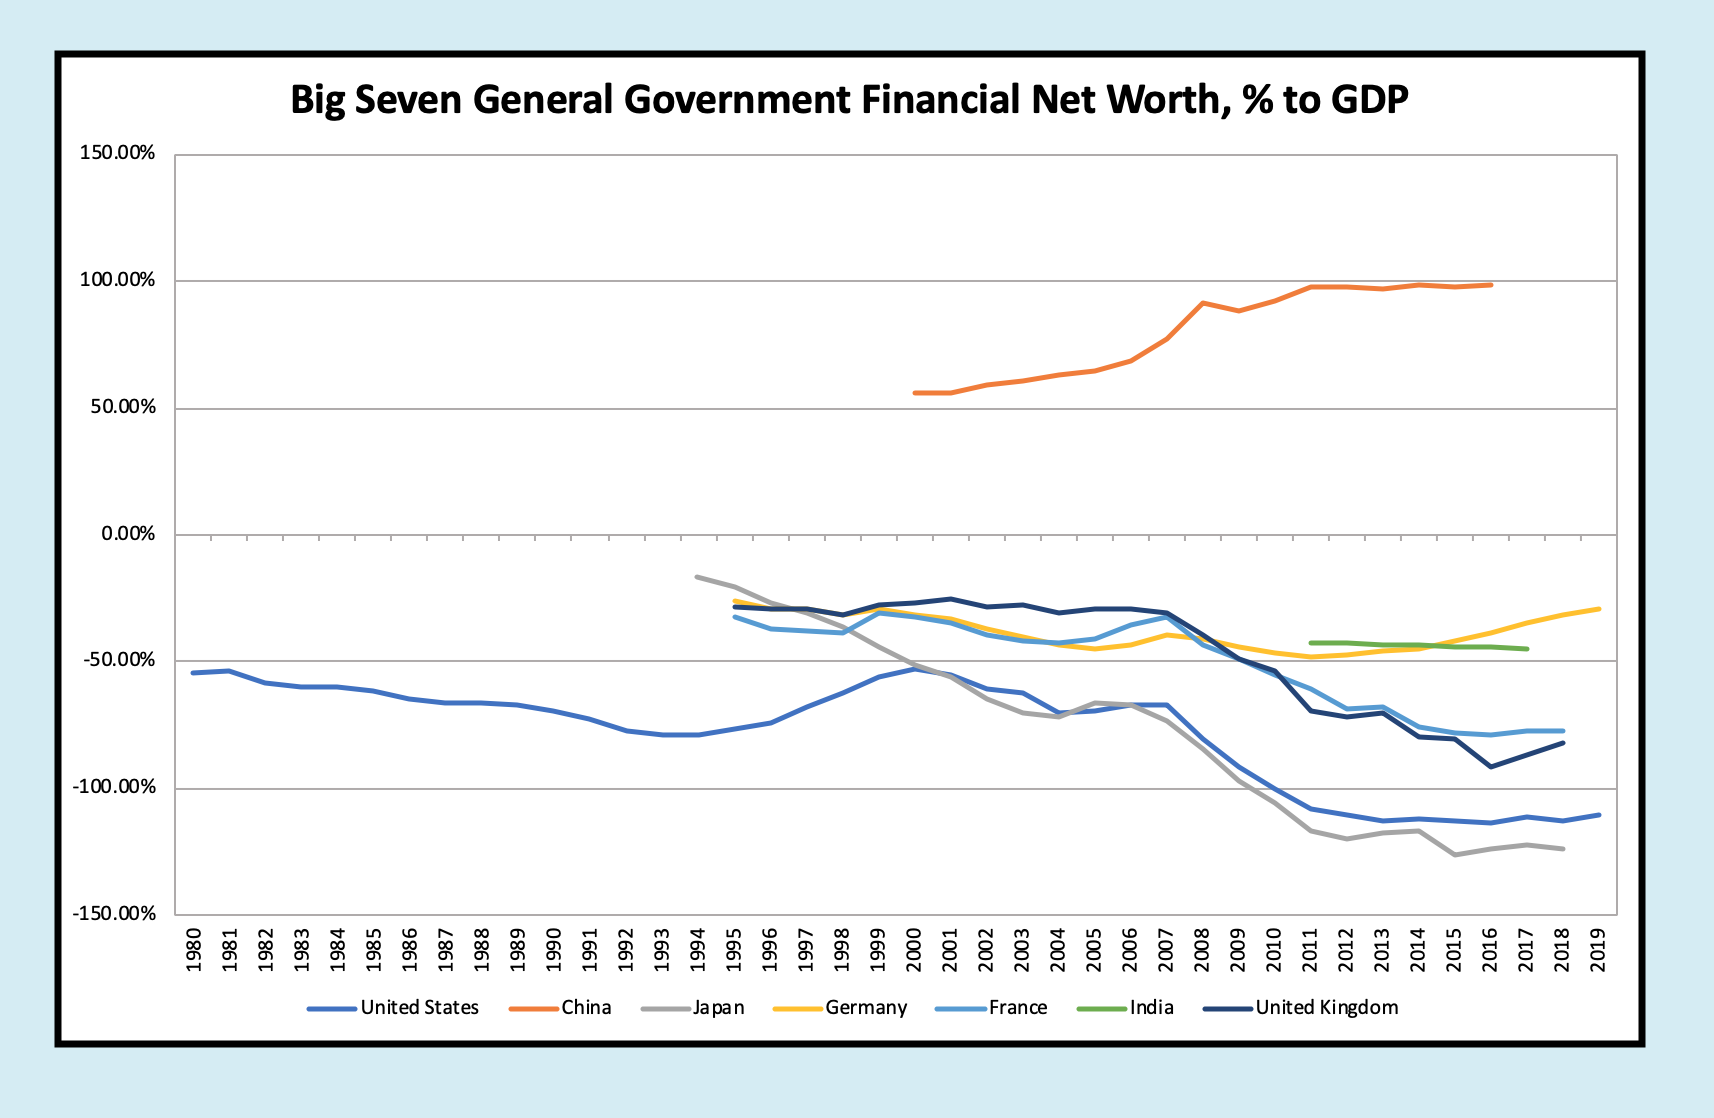 Big Seven General Government Financial Net Worth, % to GDP
150.00%
100.00%
50.00%
0.00%
-50.00%
-100.00%
-150.00%
1980 1981 1982 1983 1984 1985 1986 1987 1988 1989 1990 1991 1992 1993 1994 1995 1996 1997 1998 1999 2000 2001 2002 2003 2004 2005 2006 2007 2008 2009 2010 2011 2012 2013 2014 2015 2016 2017 2018 2019
United States China Japan Germany France India United Kingdom